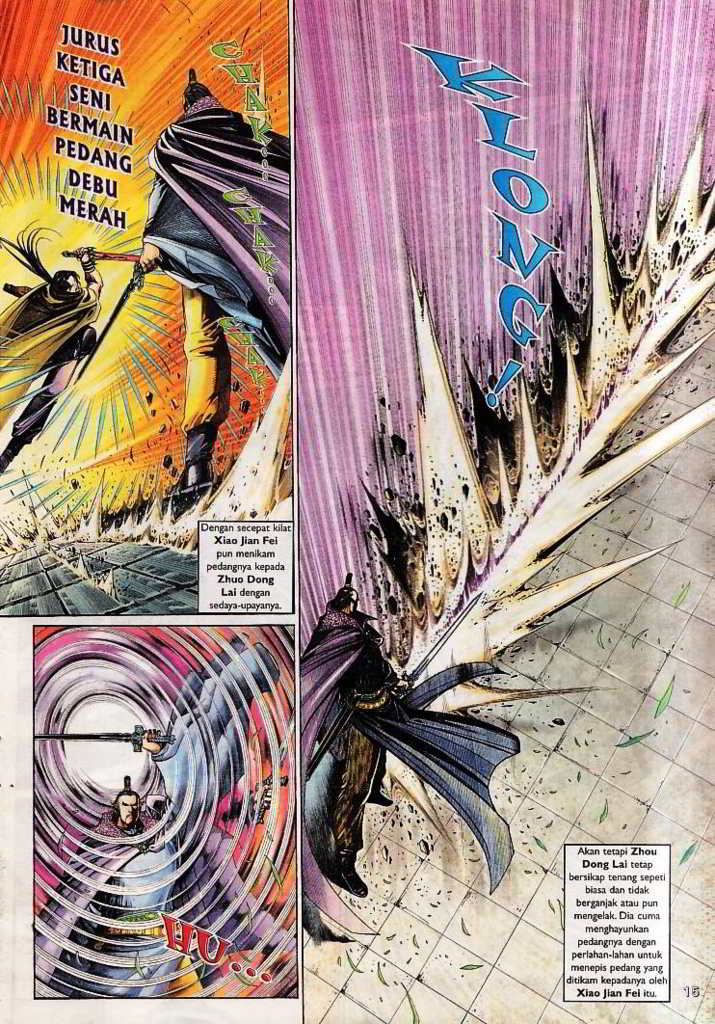 JURUS
KETIGA
SENI
BERMAIN
PEDANG
DEBU
MERAH
CHAK...
CHAK...
CHAK
Dengan secepat kilat
Xiao Jian Fei
pun menikam
pedangnya kepada
Zhuo Dong
Lai dengan
sedaya-upayanya.
KLONG!
HU...
Akan tetapi Zhou
Dong Lai tetap
bersikap tenang sepeti
biasa dan tidak
berganjak atau pun
mengelak. Dia cuma
menghayunkan
pedangnya dengan
perlahan-lahan untuk
menepis pedang yang
ditikam kepadanya oleh
Xiao Jian Fei itu.
15